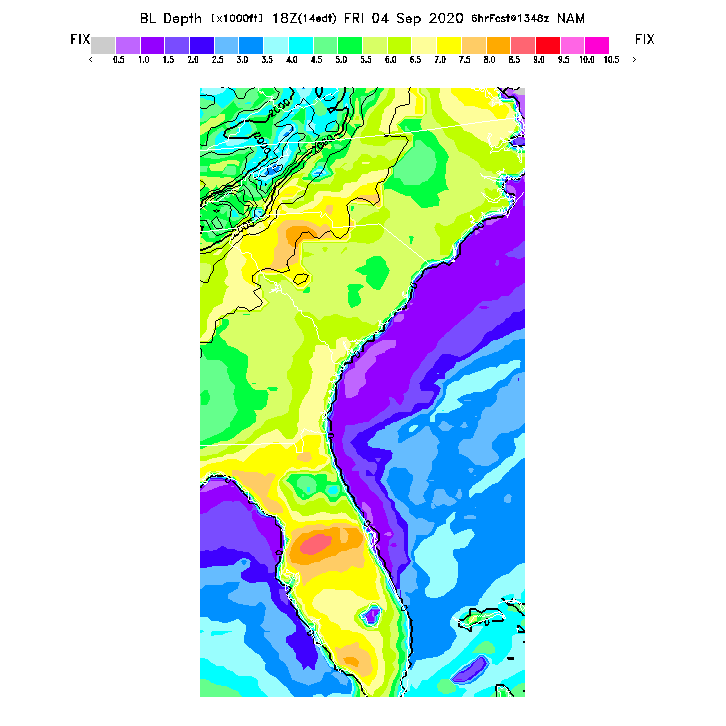 BL Depth [x1000ft] 18Z(14edt) FRI 04 Sep 2020 6hrFcst@1348z NAM
FIX FIX
< 0.5 1.0 1.5 2.0 2.5 3.0 3.5 4.0 4.5 5.0 5.5 6.0 6.5 7.0 7.5 8.0 8.5 9.0 9.5 10.0 10.5 >
2000
2000